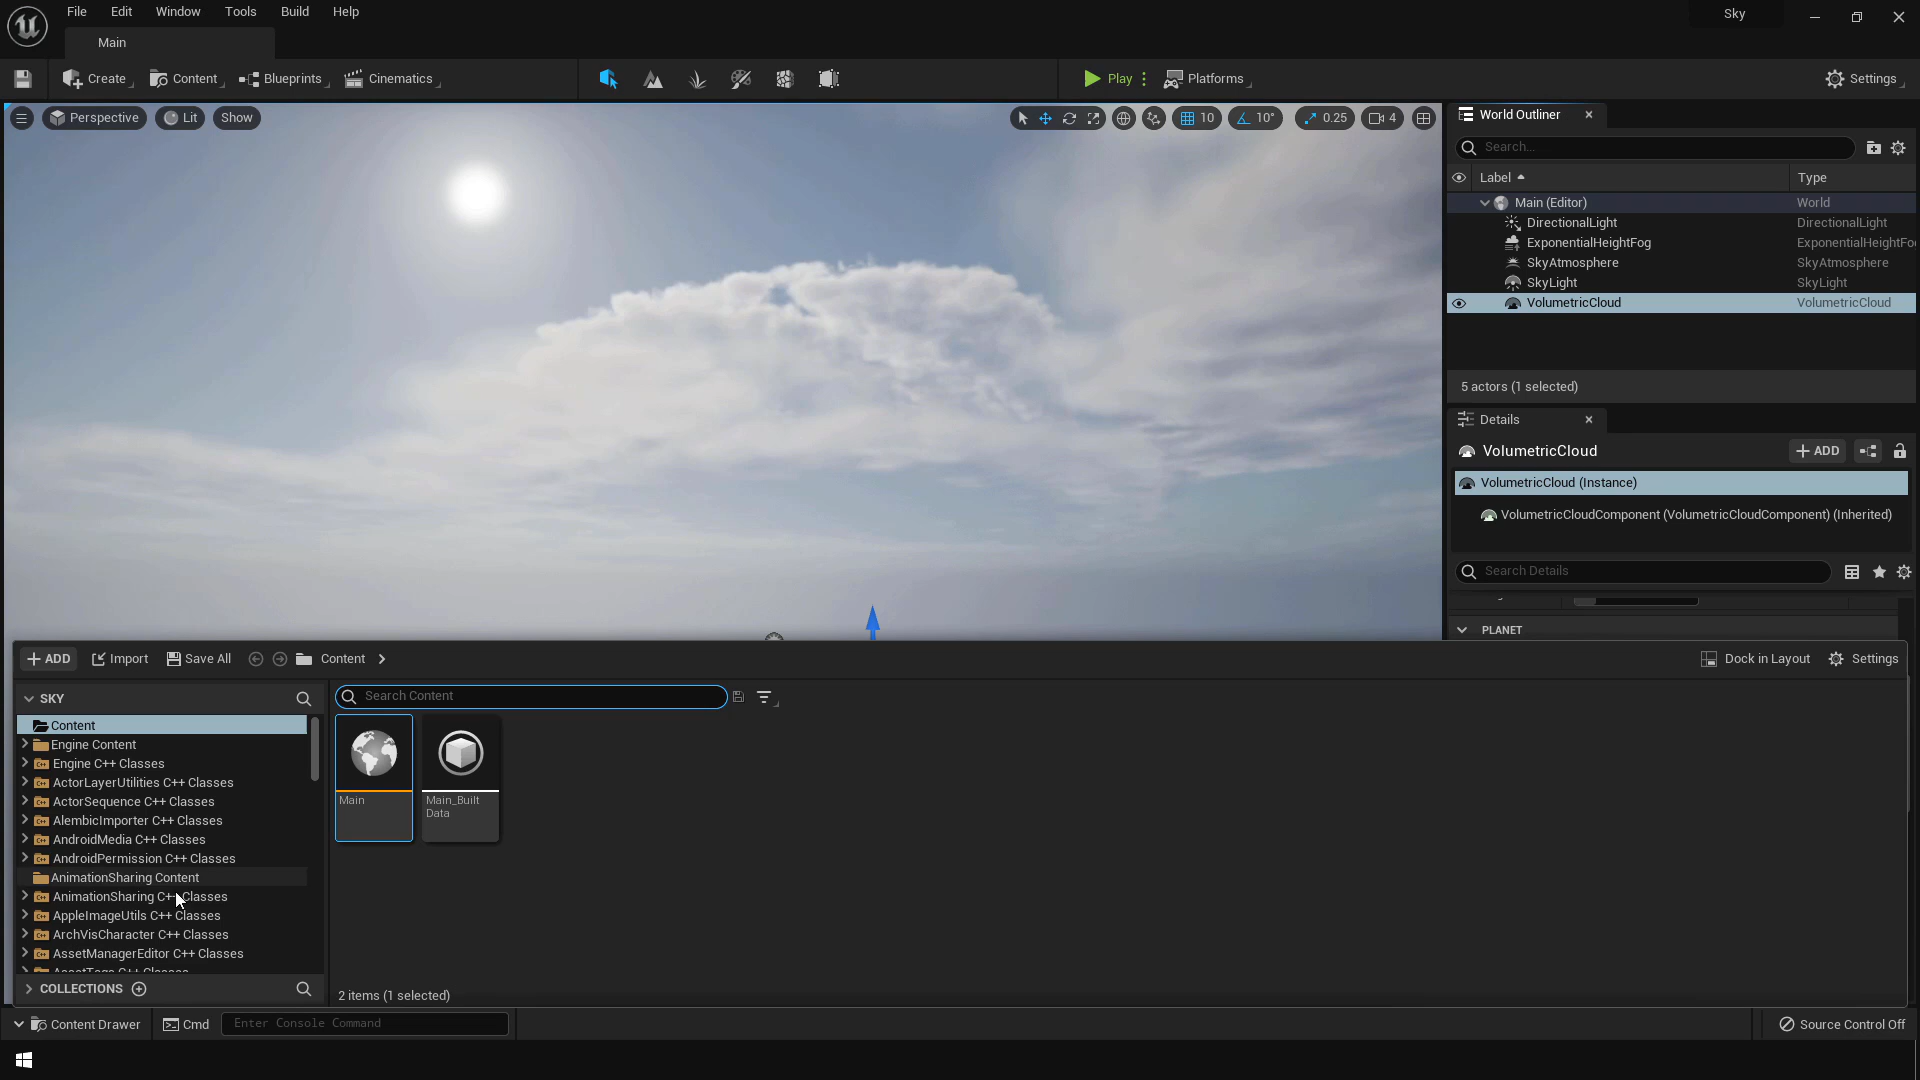 File Edit Window Tools Build Help
Sky
Main
Create Content Blueprints Cinematics Play Platforms Settings
Perspective Lit Show 10 10° 0.25 4
World Outliner
Search...
Label Type
Main (Editor) World
DirectionalLight DirectionalLight
ExponentialHeightFog ExponentialHeightFo
SkyAtmosphere SkyAtmosphere
SkyLight SkyLight
VolumetricCloud VolumetricCloud
5 actors (1 selected)
Details
VolumetricCloud ADD
VolumetricCloud (Instance)
VolumetricCloudComponent (VolumetricCloudComponent) (Inherited)
Search Details
PLANET
ADD Import Save All Content Dock in Layout Settings
SKY
Search Content
Content
Engine Content
Engine C++ Classes
ActorLayerUtilities C++ Classes
ActorSequence C++ Classes
AlembicImporter C++ Classes
AndroidMedia C++ Classes
AndroidPermission C++ Classes
AnimationSharing Content
AnimationSharing C++ Classes
AppleImageUtils C++ Classes
ArchVisCharacter C++ Classes
AssetManagerEditor C++ Classes
AssetTags C++ Classes
Main
Main_Built
Data
COLLECTIONS
2 items (1 selected)
Content Drawer Cmd Enter Console Command Source Control Off